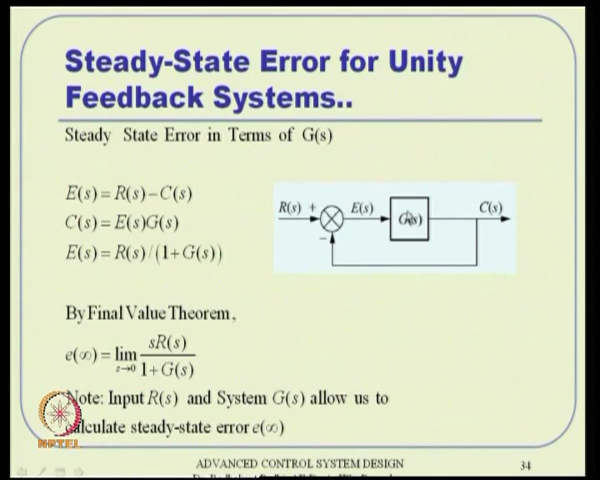 Steady-State Error for Unity
Feedback Systems..
Steady State Error in Terms of G(s)
E(s) = R(s) − C(s)
C(s) = E(s)G(s)
E(s) = R(s)/(1+G(s))
R(s) + E(s) G(s) C(s)
−
By Final Value Theorem,
e(∞) = lim s→0 sR(s) / 1+G(s)
Note: Input R(s) and System G(s) allow us to
calculate steady-state error e(∞)
NPTEL
ADVANCED CONTROL SYSTEM DESIGN 34